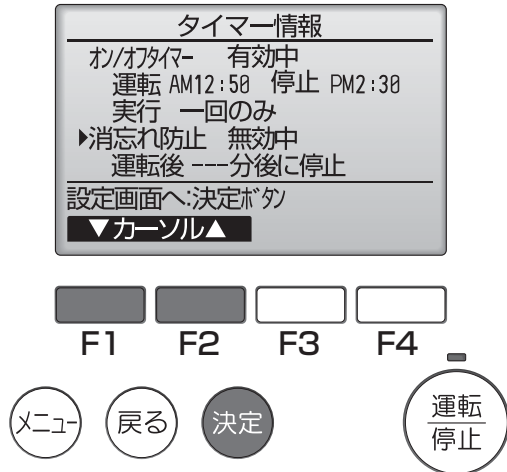 タイマー情報
オン/オフタイマー 有効中
運転 AM12:50 停止 PM2:30
実行 一回のみ
▶消忘れ防止 無効中
運転後 ---分後に停止
設定画面へ:決定ボタン
▼カーソル▲
F1 F2 F3 F4
メニュー 戻る 決定 運転
停止